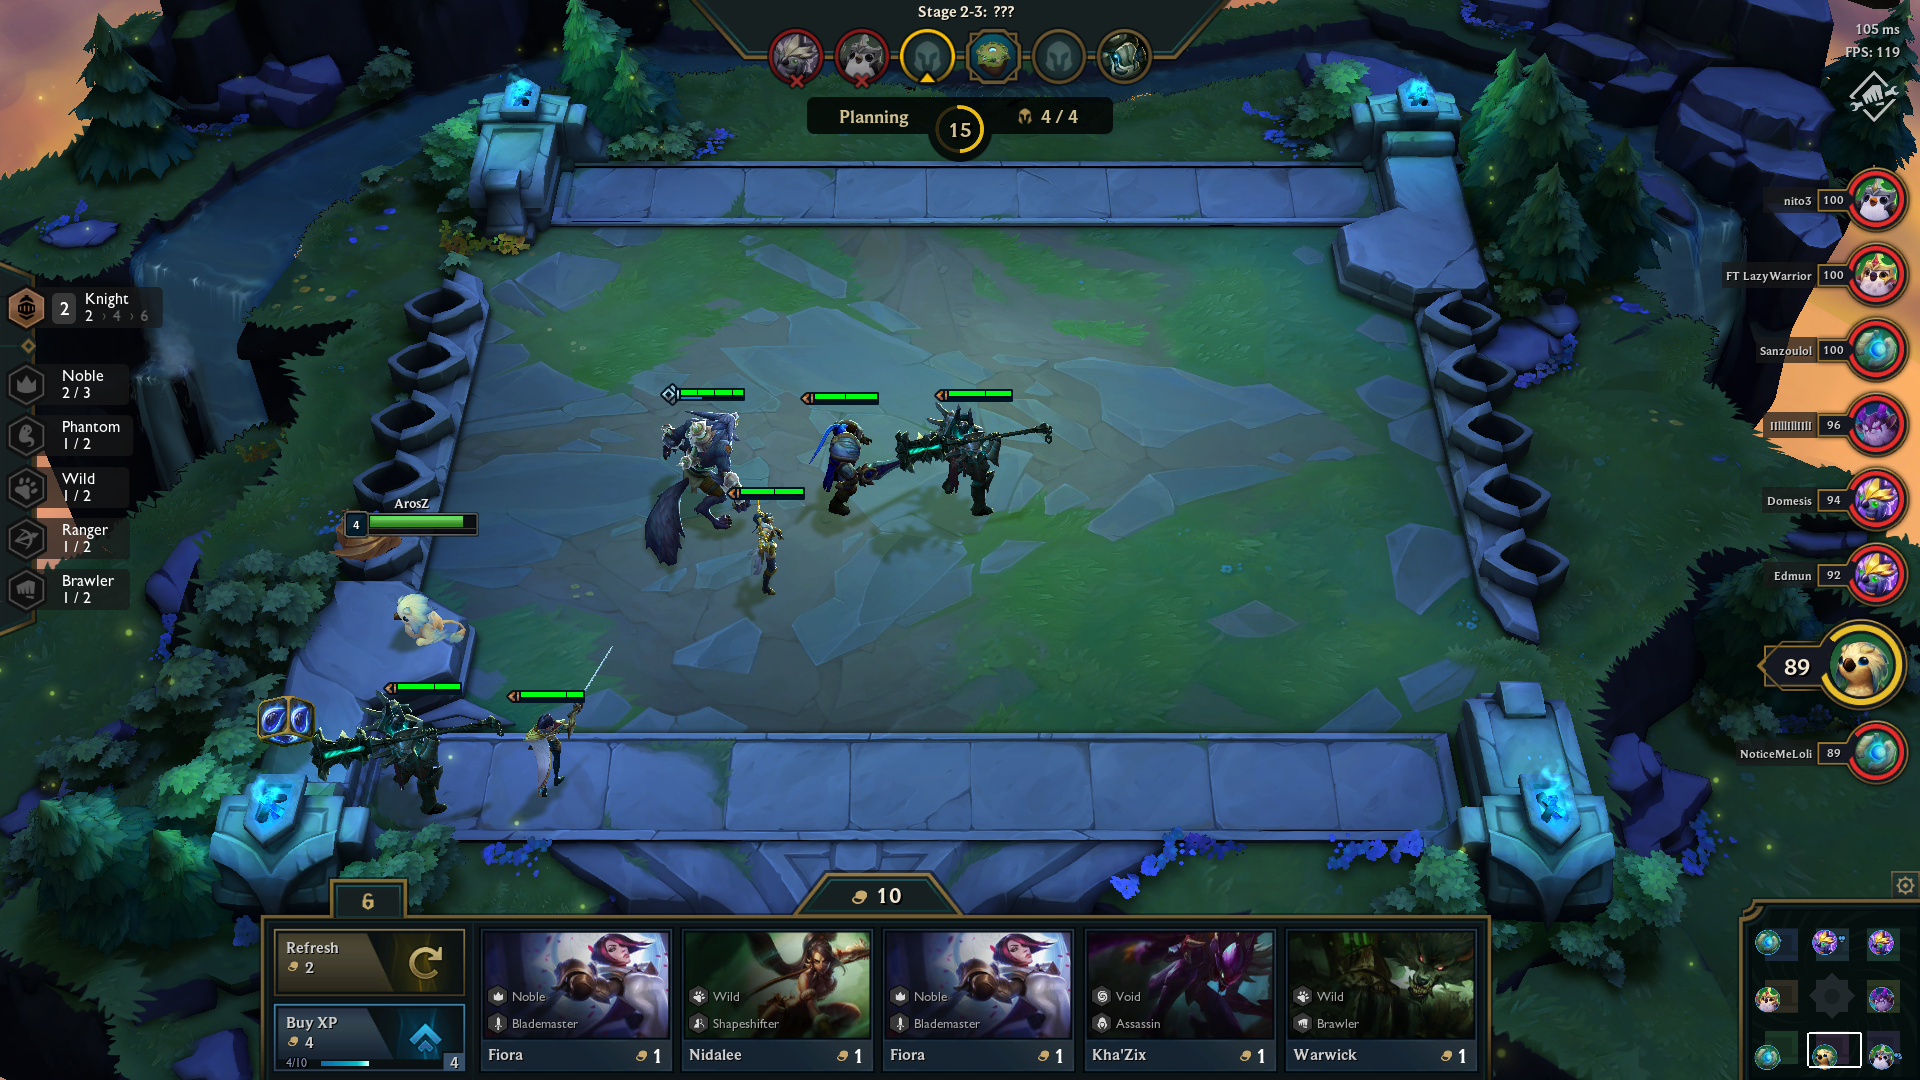 Stage 2-3: ???
105 ms
FPS: 119
Planning
15
4 / 4
nito3 100
FT LazyWarrior 100
Sanzoulol 100
96
Domesis 94
Edmun 92
89
NoticeMeLoli 89
2
Knight
2 › 4 › 6
Noble
2 / 3
Phantom
1 / 2
Wild
1 / 2
Ranger
1 / 2
Brawler
1 / 2
ArosZ
4
6
10
Refresh
2
Buy XP
4
4/10
4
Noble
Blademaster
Fiora 1
Wild
Shapeshifter
Nidalee 1
Noble
Blademaster
Fiora 1
Void
Assassin
Kha'Zix 1
Wild
Brawler
Warwick 1